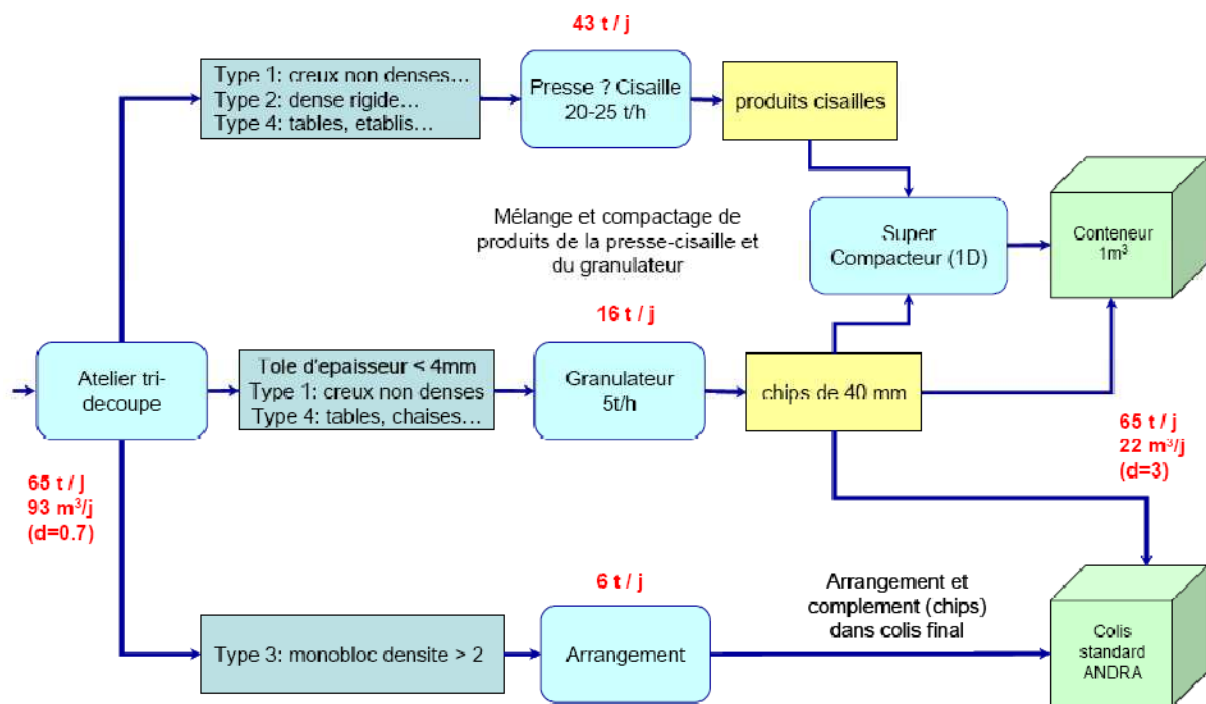 43 t / j
Type 1: creux non denses…
Type 2: dense rigide…
Type 4: tables, etablis…
Presse ? Cisaille
20-25 t/h
produits cisailles
Mélange et compactage de
produits de la presse-cisaille et
du granulateur
Super
Compacteur (1D)
Conteneur
1m³
16 t / j
Atelier tri-
decoupe
Tole d'epaisseur < 4mm
Type 1: creux non denses
Type 4: tables, chaises…
Granulateur
5t/h
chips de 40 mm
65 t / j
22 m³/j
(d=3)
65 t / j
93 m³/j
(d=0.7)
6 t / j
Type 3: monobloc densite > 2
Arrangement
Arrangement et
complement (chips)
dans colis final
Colis
standard
ANDRA